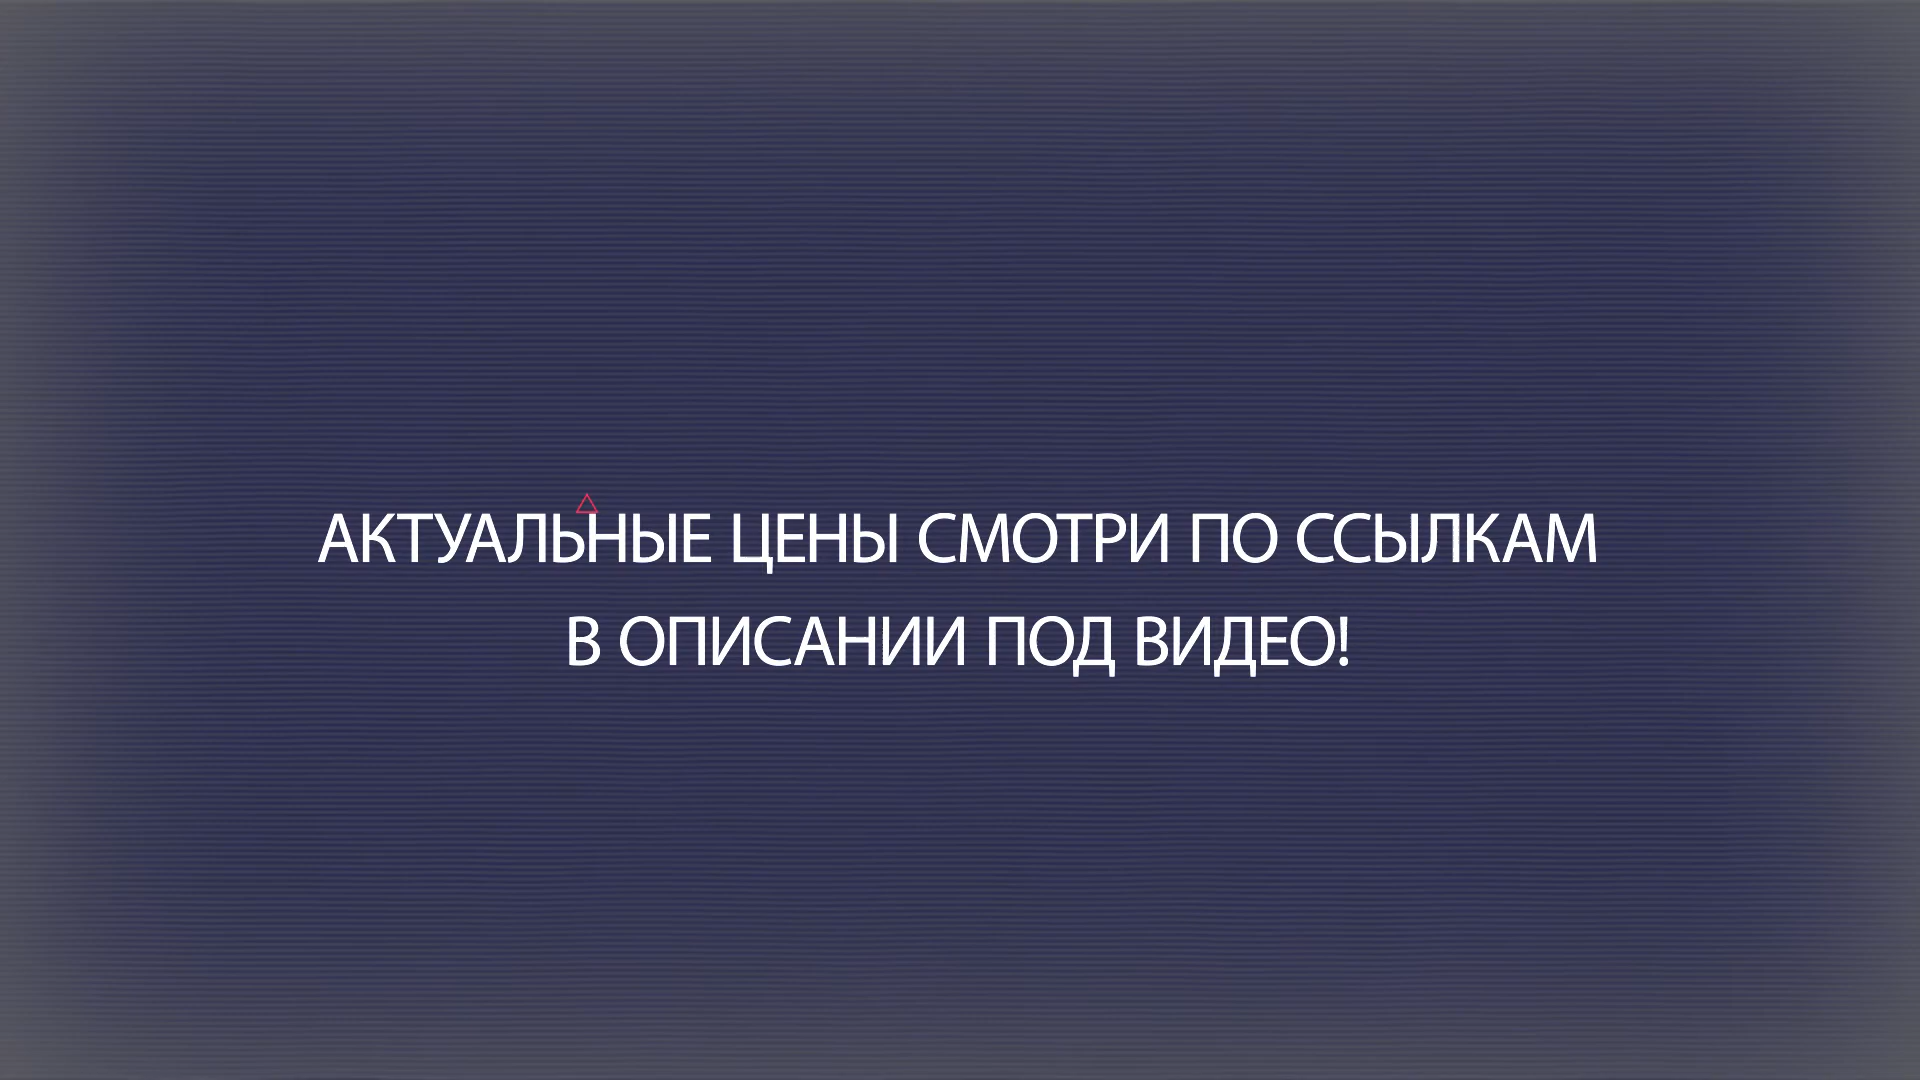 АКТУАЛЬНЫЕ ЦЕНЫ СМОТРИ ПО ССЫЛКАМ
В ОПИСАНИИ ПОД ВИДЕО!